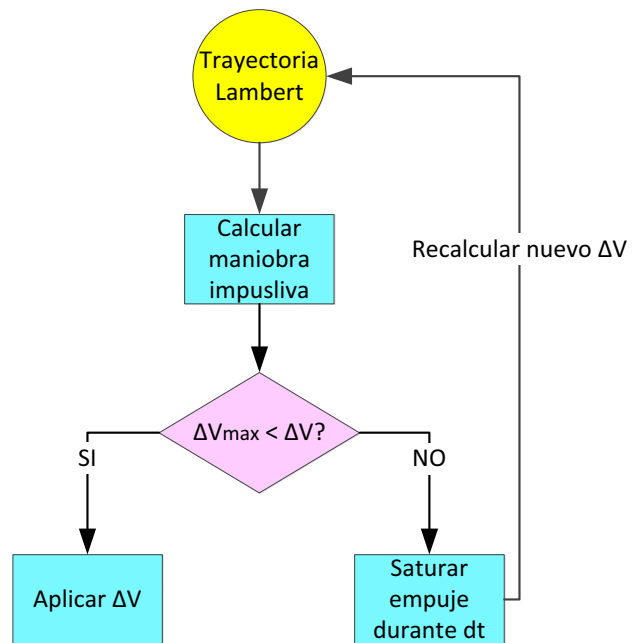 Trayectoria
Lambert
Calcular
maniobra
impusliva
Recalcular nuevo ΔV
ΔVmax < ΔV?
SI
NO
Aplicar ΔV
Saturar
empuje
durante dt